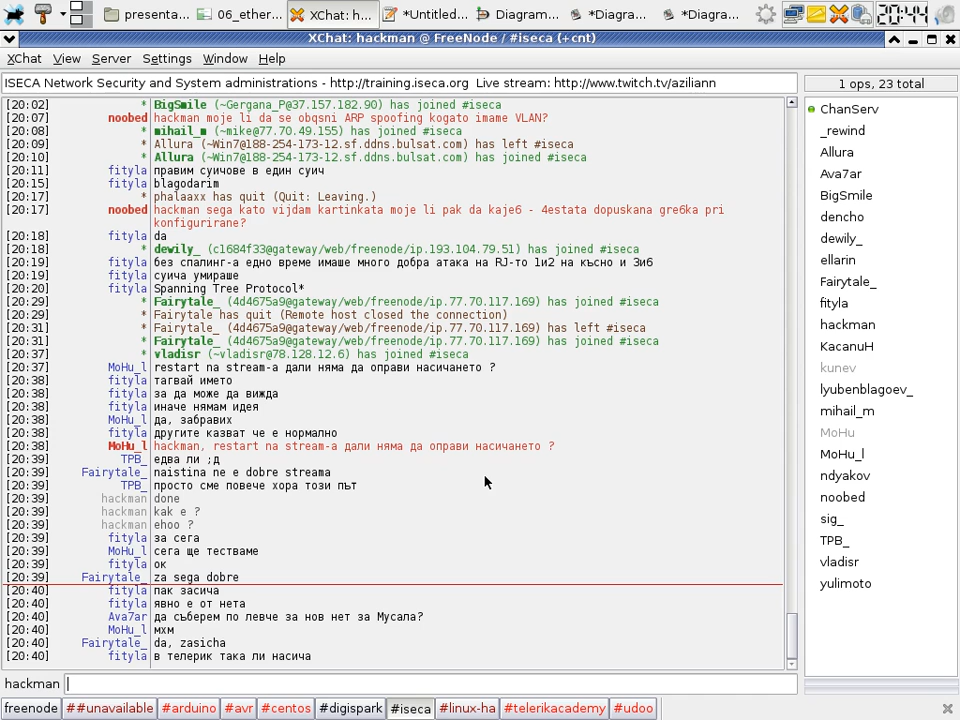 presenta...
06_ether...
XChat: h...
*Untitled...
Diagram...
*Diagra...
*Diagra...
20:44
XChat: hackman @ FreeNode / #iseca (+cnt)
XChat View Server Settings Window Help
ISECA Network Security and System administrations - http://training.iseca.org  Live stream: http://www.twitch.tv/aziliann
1 ops, 23 total
[20:02] * BigSmile (~Gergana_P@37.157.182.90) has joined #iseca
[20:07] noobed hackman moje li da se obqsni ARP spoofing kogato imame VLAN?
[20:08] * mihail_m (~mike@77.70.49.155) has joined #iseca
[20:09] * Allura (~Win7@188-254-173-12.sf.ddns.bulsat.com) has left #iseca
[20:10] * Allura (~Win7@188-254-173-12.sf.ddns.bulsat.com) has joined #iseca
[20:11] fityla правим суичове в един суич
[20:15] fityla blagodarim
[20:17] * phalaaxx has quit (Quit: Leaving.)
[20:17] noobed hackman sega kato vijdam kartinkata moje li pak da kaje6 - 4estata dopuskana gre6ka pri
konfigurirane?
[20:18] fityla da
[20:18] * dewily_ (c1684f33@gateway/web/freenode/ip.193.104.79.51) has joined #iseca
[20:19] fityla без спалинг-а едно време имаше много добра атака на RJ-то 1и2 на късно и 3и6
[20:19] fityla суича умираше
[20:20] fityla Spanning Tree Protocol*
[20:29] * Fairytale_ (4d4675a9@gateway/web/freenode/ip.77.70.117.169) has joined #iseca
[20:29] * Fairytale has quit (Remote host closed the connection)
[20:31] * Fairytale_ (4d4675a9@gateway/web/freenode/ip.77.70.117.169) has left #iseca
[20:31] * Fairytale_ (4d4675a9@gateway/web/freenode/ip.77.70.117.169) has joined #iseca
[20:37] * vladisr (~vladisr@78.128.12.6) has joined #iseca
[20:37] MoHu_l restart na stream-а дали няма да оправи насичането ?
[20:38] fityla тагвай името
[20:38] fityla за да може да вижда
[20:38] fityla иначе нямам идея
[20:38] MoHu_l да, забравих
[20:38] fityla другите казват че е нормално
[20:38] MoHu_l hackman, restart na stream-а дали няма да оправи насичането ?
[20:39] TPB_ едва ли ;д
[20:39] Fairytale_ naistina ne e dobre streama
[20:39] TPB_ просто сме повече хора този път
[20:39] hackman done
[20:39] hackman kak e ?
[20:39] hackman ehoo ?
[20:39] fityla за сега
[20:39] MoHu_l сега ще тестваме
[20:39] fityla ок
[20:39] Fairytale_ za sega dobre
[20:40] fityla пак засича
[20:40] fityla явно е от нета
[20:40] Ava7ar да съберем по левче за нов нет за Мусала?
[20:40] MoHu_l мхм
[20:40] Fairytale_ da, zasicha
[20:40] fityla в телерик така ли насича
ChanServ
_rewind
Allura
Ava7ar
BigSmile
dencho
dewily_
ellarin
Fairytale_
fityla
hackman
KacanuH
kunev
lyubenblagoev_
mihail_m
MoHu
MoHu_l
ndyakov
noobed
sig_
TPB_
vladisr
yulimoto
hackman
freenode ##unavailable #arduino #avr #centos #digispark #iseca #linux-ha #telerikacademy #udoo